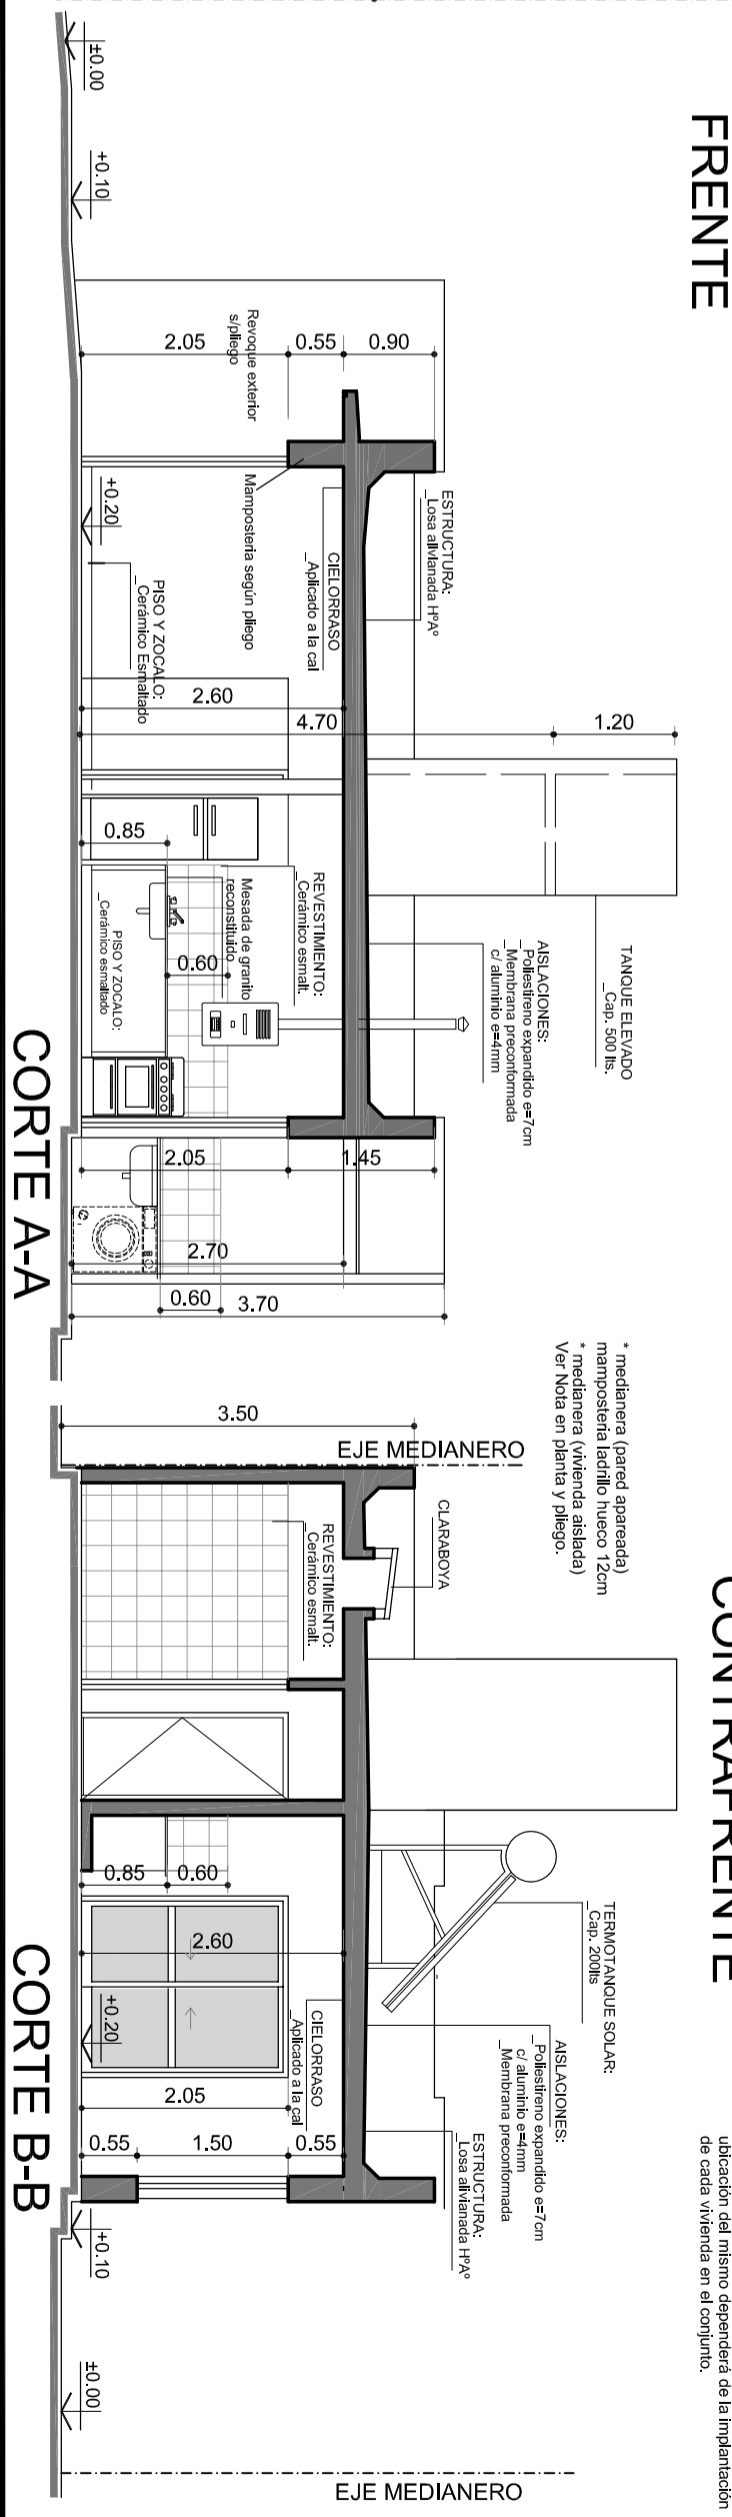 FRENTE
±0.00
+0.10
2.05
0.55
0.90
Revoque exterior
s/pliego
Mampostería según pliego
+0.20
ESTRUCTURA:
_Losa alivianada HºAº
CIELORRASO
_Aplicado a la cal
PISO Y ZOCALO:
_Cerámico Esmaltado
2.60
4.70
1.20
0.85
REVESTIMIENTO:
_Cerámico esmalt.
Mesada de granito
reconstituido
0.60
PISO Y ZOCALO:
_Cerámico esmaltado
TANQUE ELEVADO
_Cap. 500 lts.
AISLACIONES:
_Poliestireno expandido e=7cm
_Membrana preconformada
c/ aluminio e=4mm
2.05
1.45
2.70
0.60
3.70
CORTE A-A
* medianera (pared apareada)
mampostería ladrillo hueco 12cm
* medianera (vivienda aislada)
Ver Nota en planta y pliego.
CONTRAFRENTE
3.50
EJE MEDIANERO
CLARABOYA
REVESTIMIENTO:
_Cerámico esmalt.
0.85
0.60
2.60
+0.20
CIELORRASO
_Aplicado a la cal
2.05
0.55
1.50
0.55
TERMOTANQUE SOLAR:
_Cap. 200lts
AISLACIONES:
_Poliestireno expandido e=7cm
c/ aluminio e=4mm
_Membrana preconformada
ESTRUCTURA:
_Losa alivianada HºAº
+0.10
±0.00
EJE MEDIANERO
CORTE B-B
ubicación del mismo dependerá de la implantación
de cada vivienda en el conjunto.